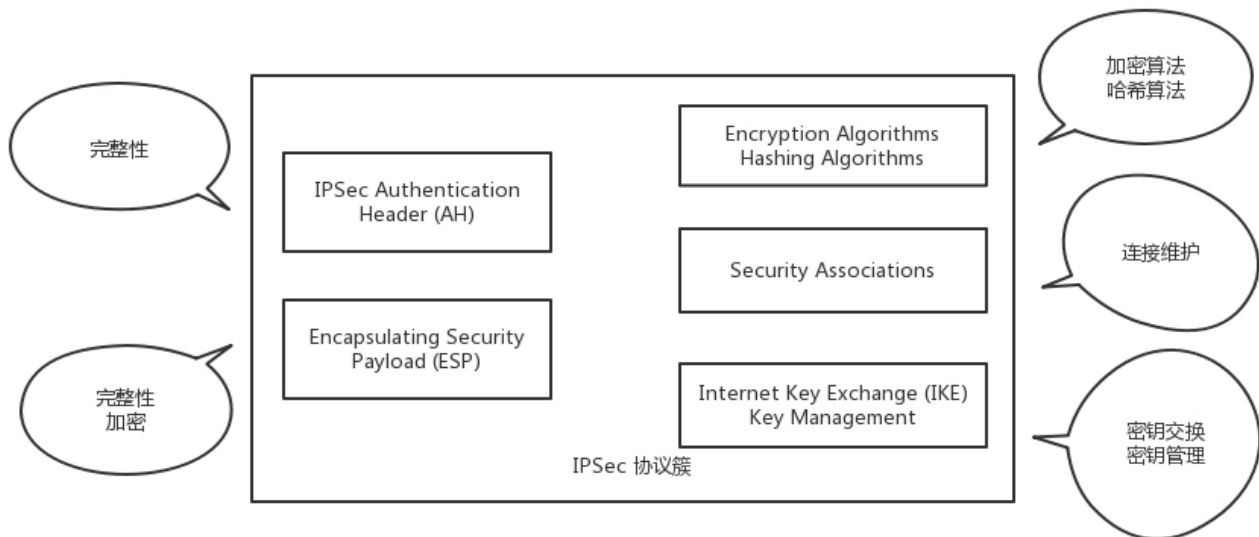 完整性
IPSec Authentication
Header (AH)
Encapsulating Security
Payload (ESP)
完整性
加密
Encryption Algorithms
Hashing Algorithms
加密算法
哈希算法
Security Associations
连接维护
Internet Key Exchange (IKE)
Key Management
密钥交换
密钥管理
IPSec 协议簇